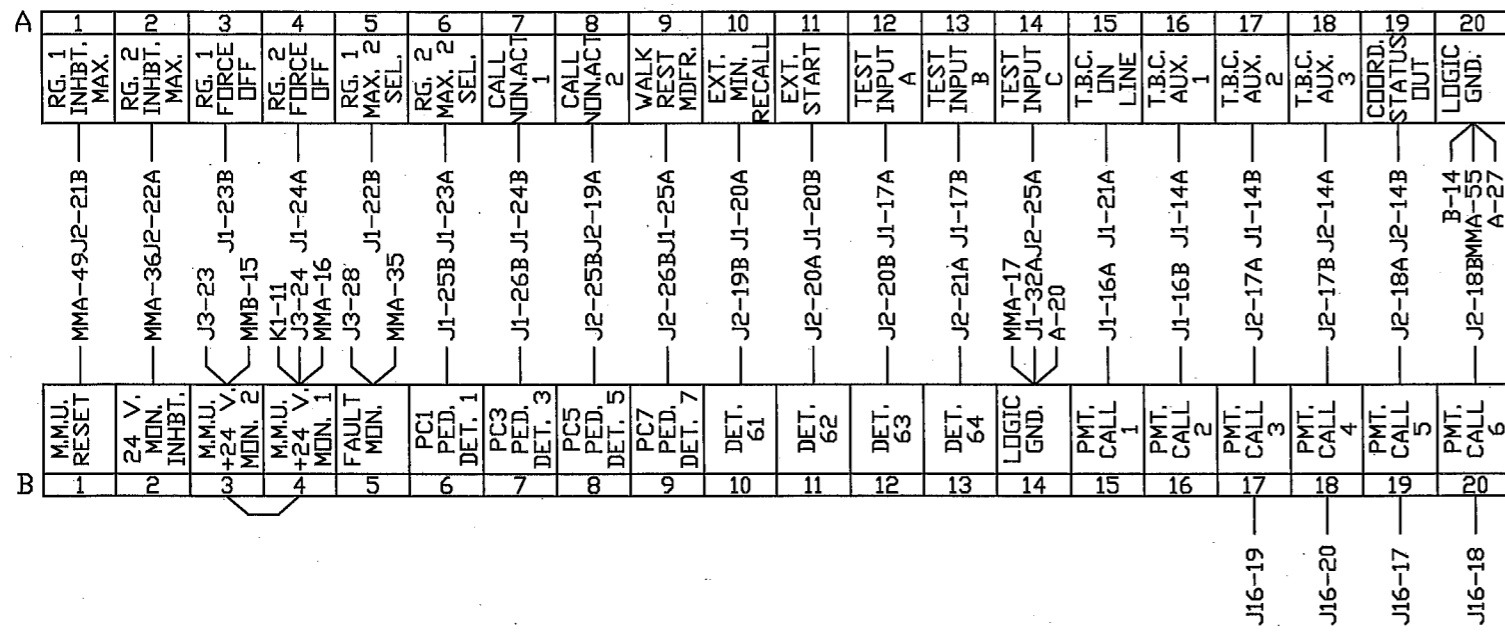 A 1 2 3 4 5 6 7 8 9 10 11 12 13 14 15 16 17 18 19 20
RG. 1
INHBT.
MAX.
RG. 2
INHBT.
MAX.
RG. 1
FORCE
OFF
RG. 2
FORCE
OFF
RG. 1
MAX. 2
SEL.
RG. 2
MAX. 2
SEL.
CALL
NONACT
1
CALL
NONACT
2
WALK
REST
MDFR.
EXT.
MIN.
RECALL
EXT.
START
TEST
INPUT
A
TEST
INPUT
B
TEST
INPUT
C
T.B.C.
ON
LINE
T.B.C.
AUX.
1
T.B.C.
AUX.
2
T.B.C.
AUX.
3
COORD.
STATUS
OUT
LOGIC
GND.
J2-21B
J2-22A
J1-23B
J1-24A
J1-22B
J1-23A
J1-24B
J2-19A
J1-25A
J1-20A
J1-20B
J1-17A
J1-17B
J2-25A
J1-21A
J1-14A
J1-14B
J2-14A
J2-14B
B-14
MMA-55
A-27
MMA-49
MMA-36
J3-23
MMB-15
K1-11
J3-24
MMA-16
J3-28
MMA-35
J1-25B
J1-26B
J2-25B
J2-26B
J2-19B
J2-20A
J2-20B
J2-21A
MMA-17
J1-32A
A-20
J1-16A
J1-16B
J2-17A
J2-17B
J2-18A
J2-18B
M.M.U.
RESET
24 V.
MON.
INHBT.
M.M.U.
+24 V.
MON. 2
M.M.U.
+24 V.
MON. 1
FAULT
MON.
PC1
PED.
DET. 1
PC3
PED.
DET. 3
PC5
PED.
DET. 5
PC7
PED.
DET. 7
DET.
61
DET.
62
DET.
63
DET.
64
LOGIC
GND.
PMT.
CALL
1
PMT.
CALL
2
PMT.
CALL
3
PMT.
CALL
4
PMT.
CALL
5
PMT.
CALL
6
B 1 2 3 4 5 6 7 8 9 10 11 12 13 14 15 16 17 18 19 20
J16-19
J16-20
J16-17
J16-18